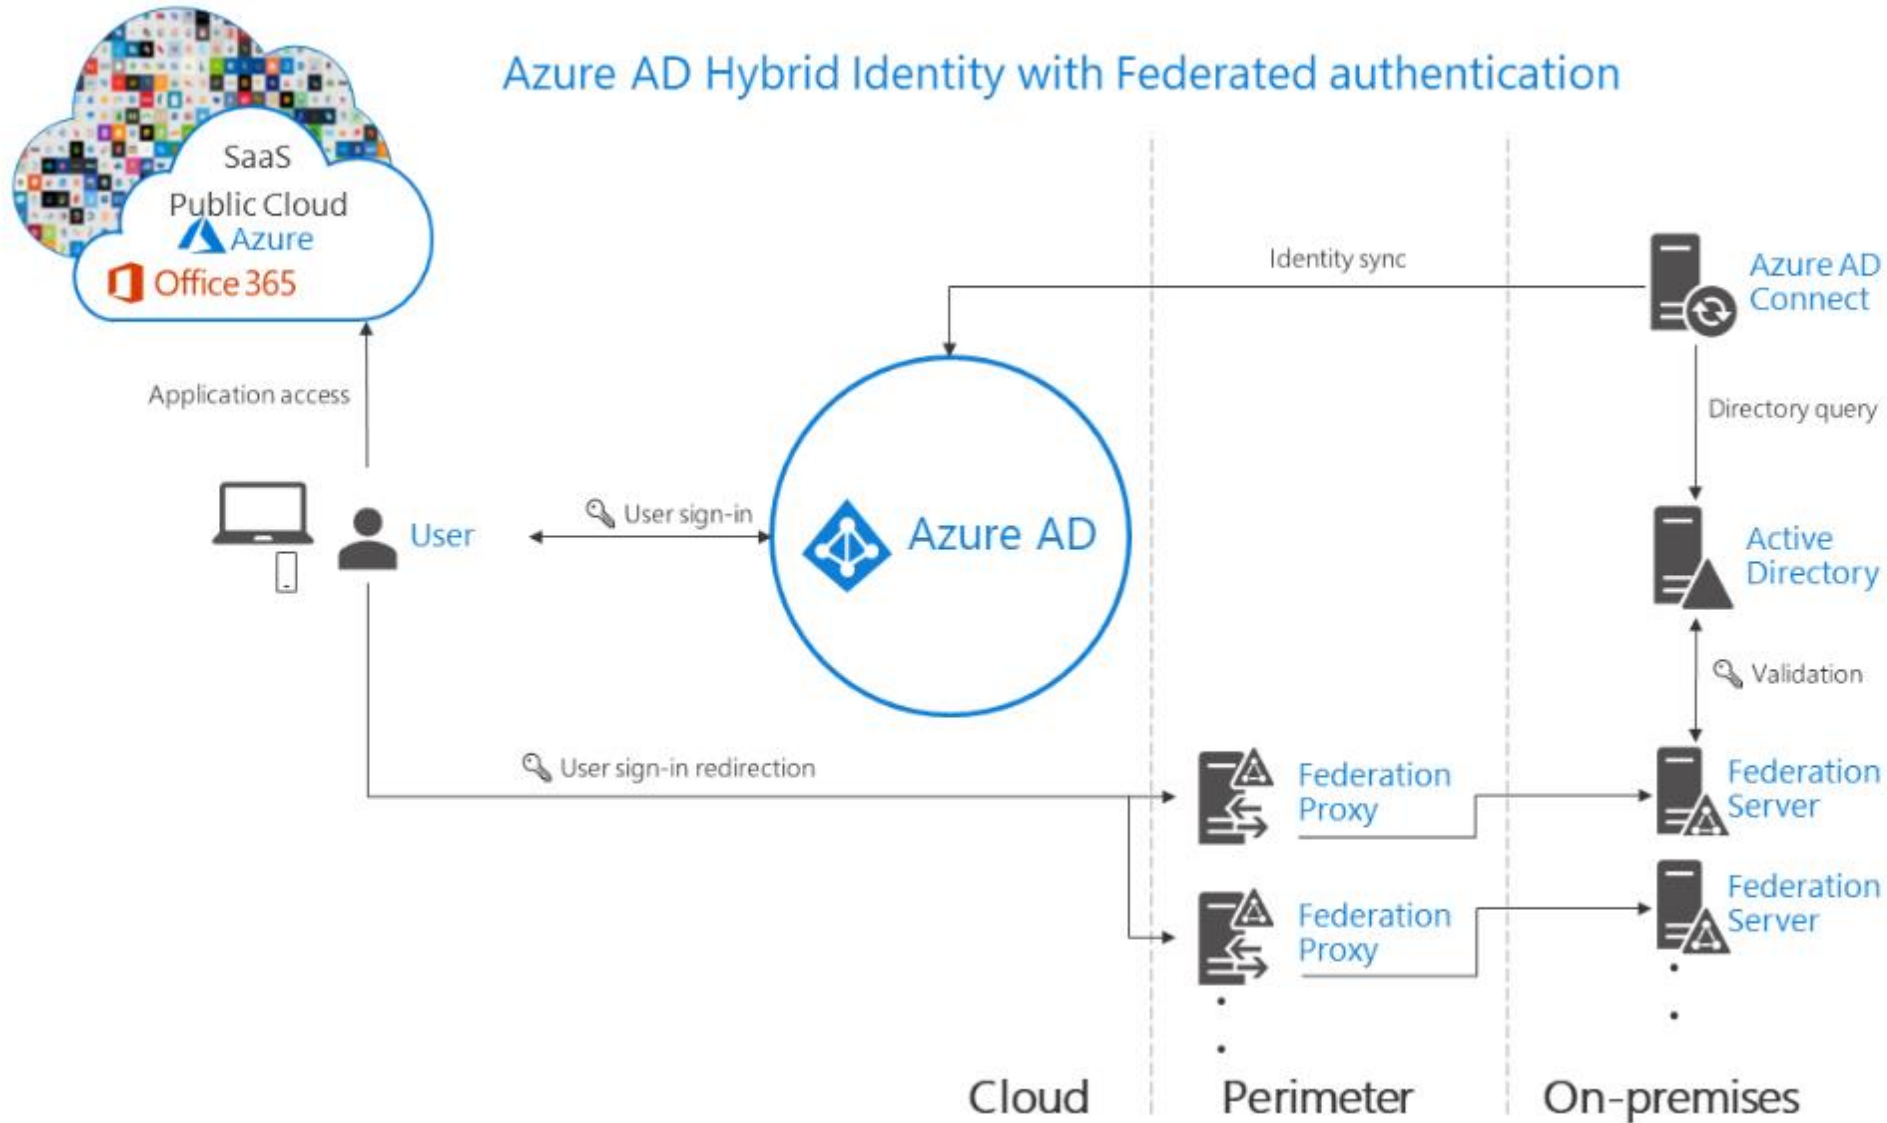 Azure AD Hybrid Identity with Federated authentication
SaaS
Public Cloud
Azure
Office 365
Identity sync
Azure AD
Connect
Application access
Directory query
User
User sign-in
Azure AD
Active
Directory
Validation
User sign-in redirection
Federation
Proxy
Federation
Server
Federation
Proxy
Federation
Server
Cloud
Perimeter
On-premises